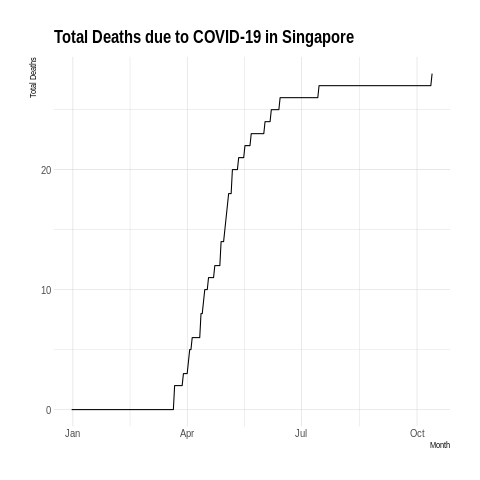 Total Deaths due to COVID-19 in Singapore
Total Deaths
20
10
0
Jan Apr Jul Oct
Month